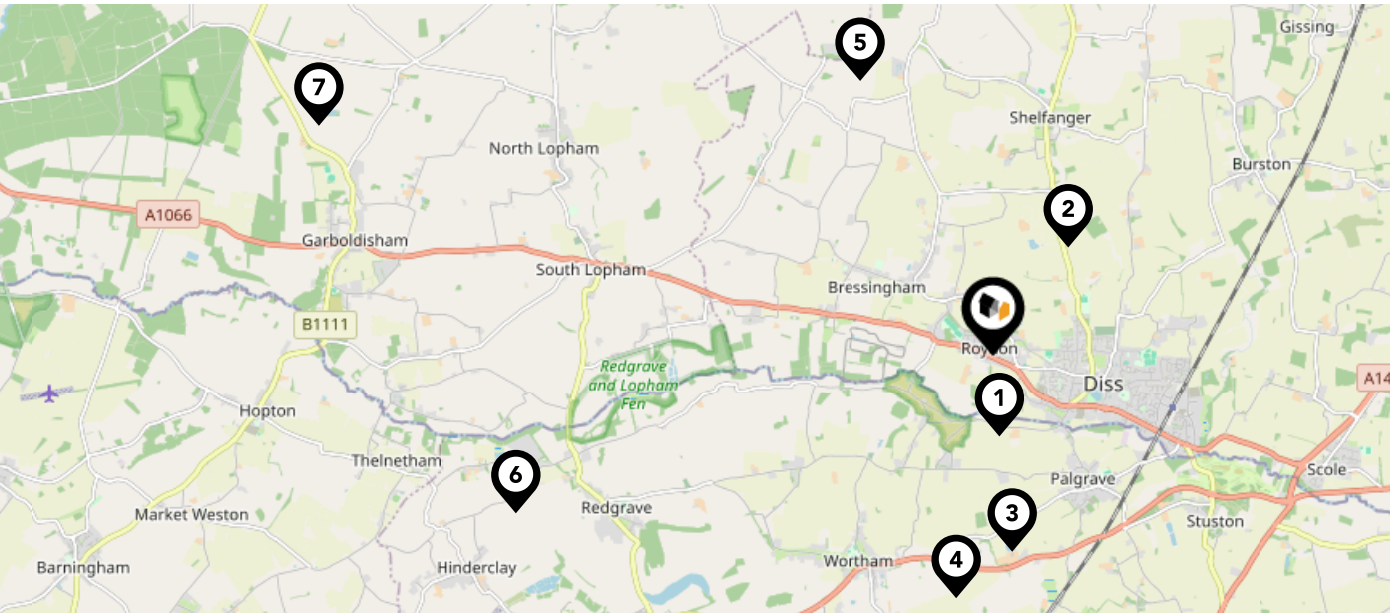 Gissing
5
7
Shelfanger
North Lopham
Burston
2
A1066
Garboldisham
South Lopham
Bressingham
B1111
Redgrave
and Lopham
Fen
Diss
A14
1
Hopton
Thelnetham
6
Scole
Palgrave
Redgrave
Market Weston
3
Stuston
4
Wortham
Barningham
Hinderclay